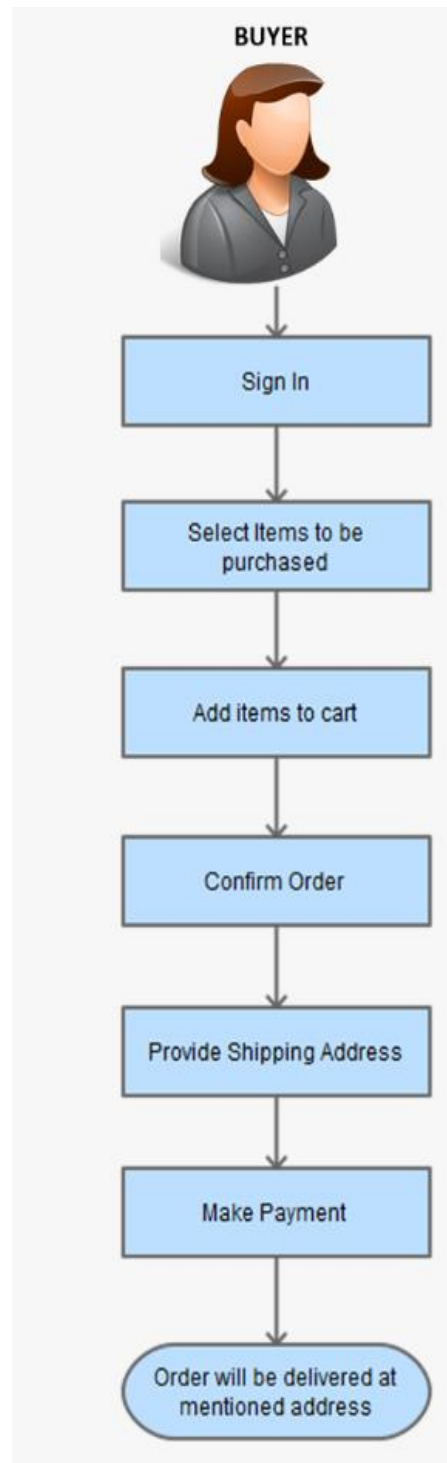 BUYER
Sign In
Select Items to be
purchased
Add items to cart
Confirm Order
Provide Shipping Address
Make Payment
Order will be delivered at
mentioned address